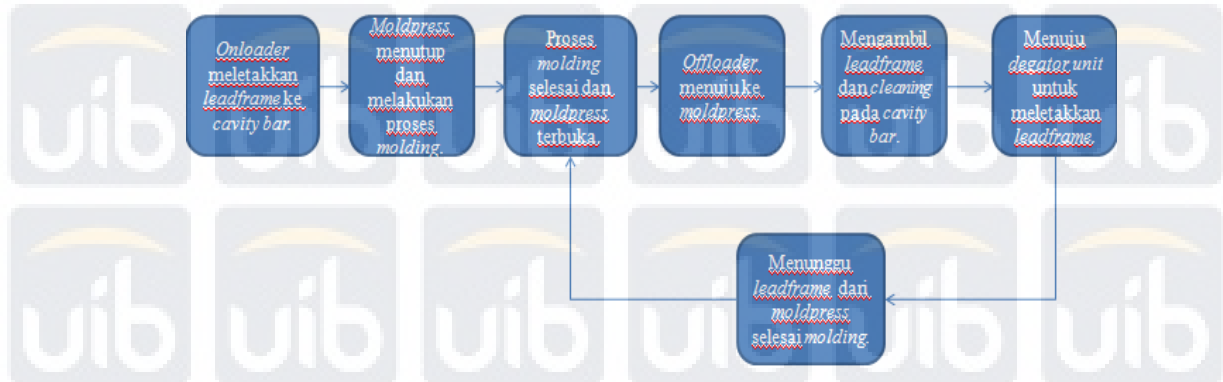 Onloader
meletakkan
leadframe ke
cavity bar.
Moldpress
menutup
dan
melakukan
proses
molding.
Proses
molding
selesai dan
moldpress
terbuka.
Offloader
menuju ke
moldpress.
Mengambil
leadframe
dan cleaning
pada cavity
bar.
Menuju
degator unit
untuk
meletakkan
leadframe.
Menunggu
leadframe dari
moldpress
selesai molding.
uib
uib
uib
uib
uib
uib
uib
uib
uib
uib
uib
uib